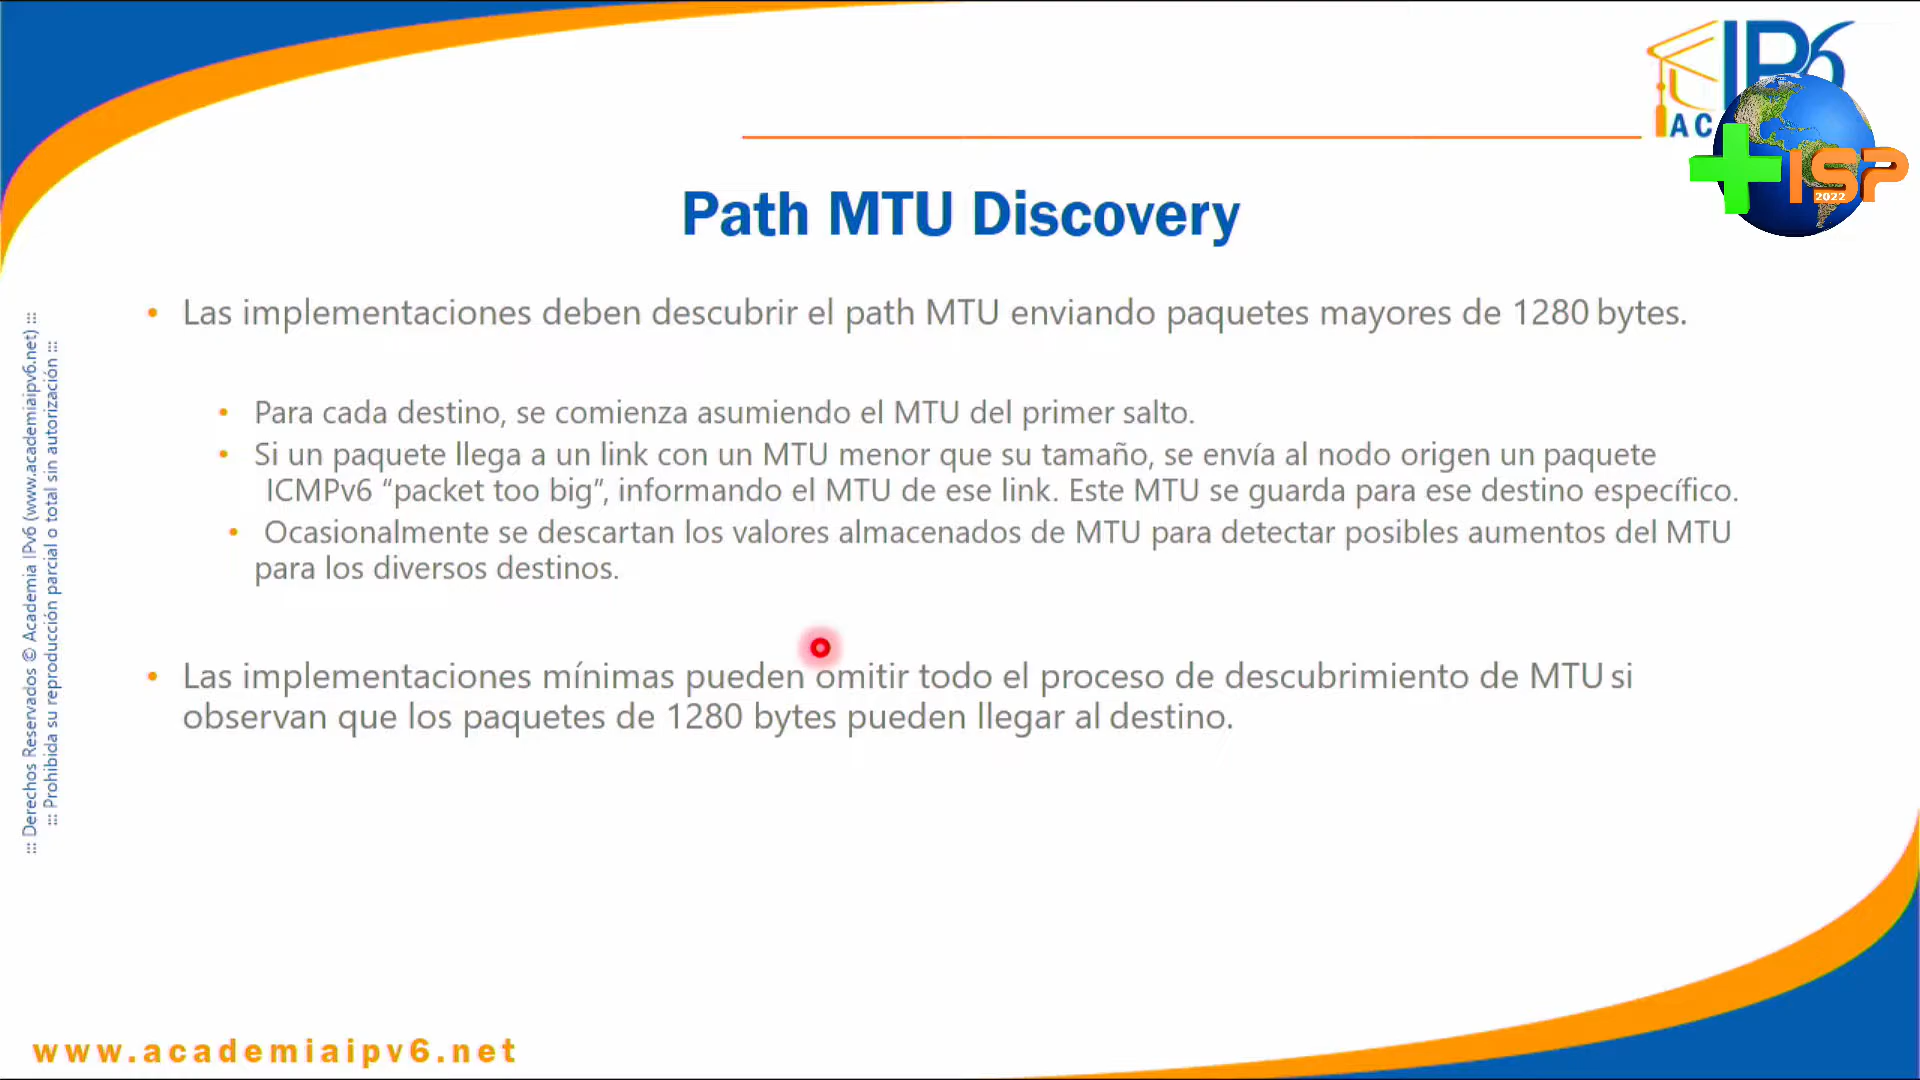 IP6
AC
ISP
2022
Path MTU Discovery
• Las implementaciones deben descubrir el path MTU enviando paquetes mayores de 1280 bytes.
• Para cada destino, se comienza asumiendo el MTU del primer salto.
• Si un paquete llega a un link con un MTU menor que su tamaño, se envía al nodo origen un paquete
ICMPv6 “packet too big”, informando el MTU de ese link. Este MTU se guarda para ese destino específico.
• Ocasionalmente se descartan los valores almacenados de MTU para detectar posibles aumentos del MTU
para los diversos destinos.
• Las implementaciones mínimas pueden omitir todo el proceso de descubrimiento de MTU si
observan que los paquetes de 1280 bytes pueden llegar al destino.
::: Derechos Reservados © Academia IPv6 (www.academiaipv6.net) :::
::: Prohibida su reproducción parcial o total sin autorización :::
www.academiaipv6.net